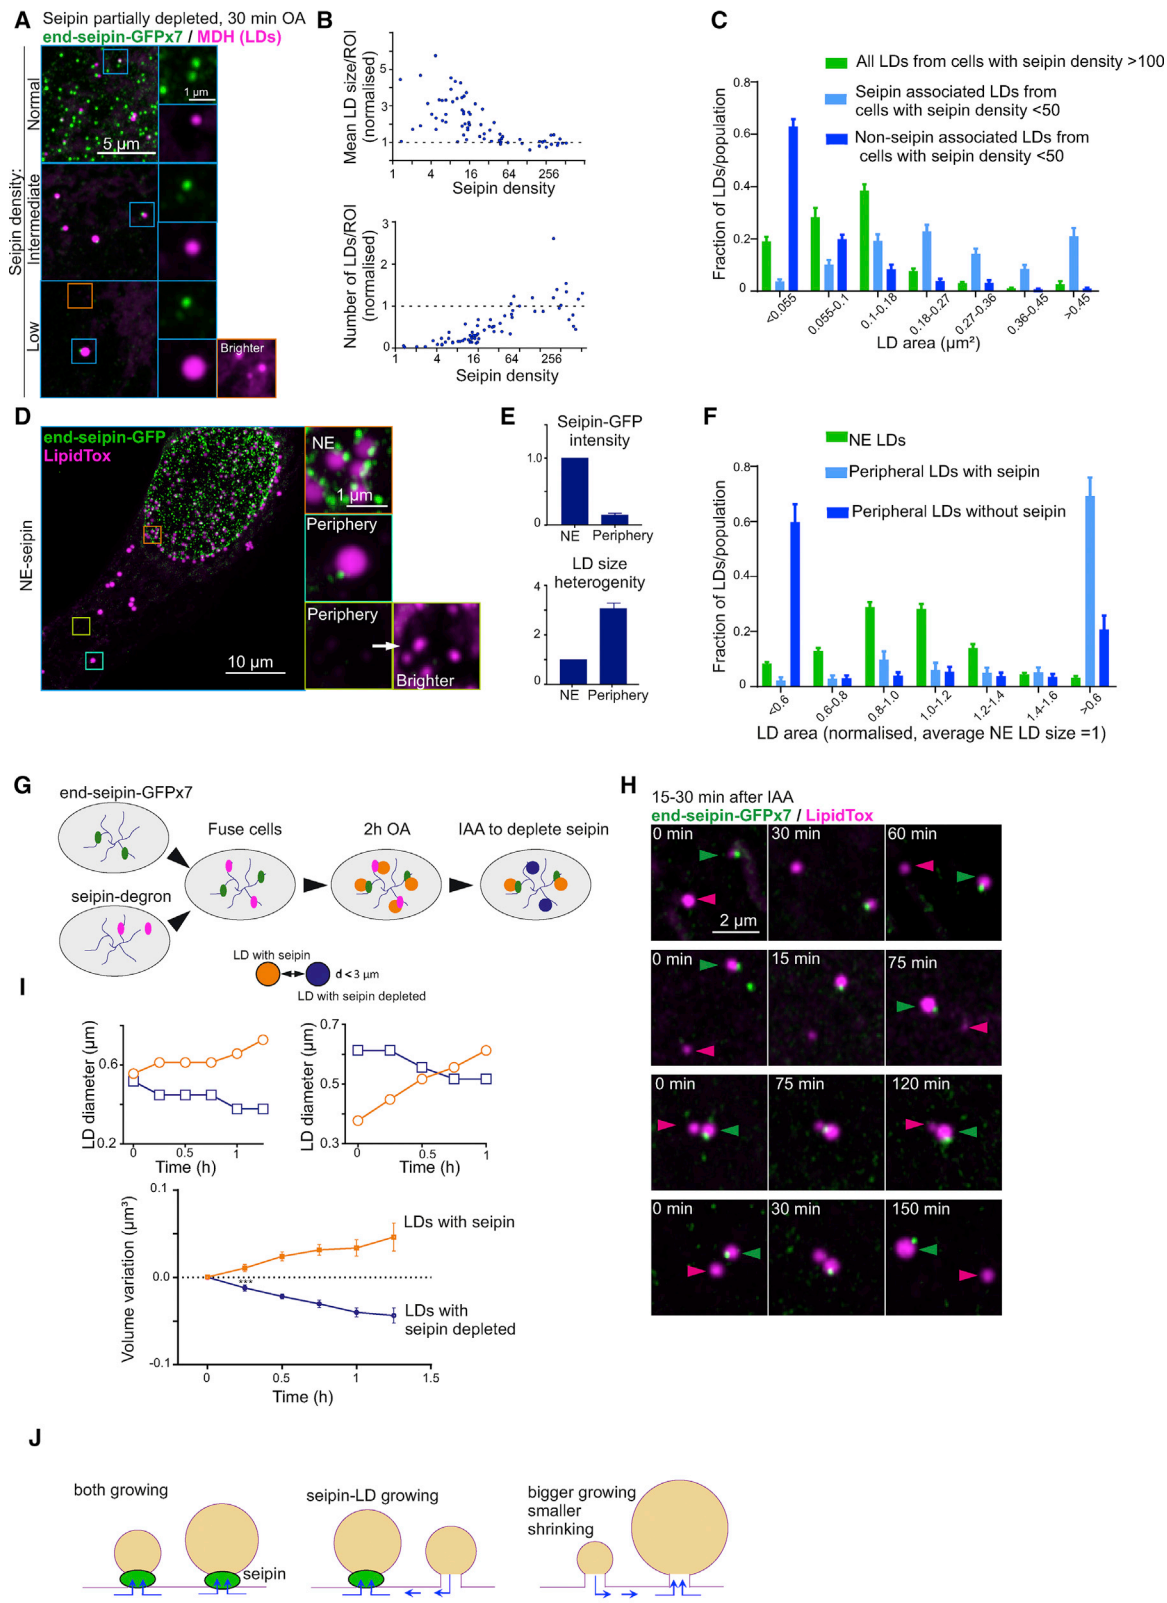 A
Seipin partially depleted, 30 min OA
end-seipin-GFPx7 / MDH (LDs)
Seipin density:
Normal
Intermediate
Low
5 µm
1 µm
Brighter
B
Mean LD size/ROI
(normalised)
5
3
1
1
4
16
64
256
Seipin density
Number of LDs/ROI
(normalised)
3
2
1
0
1
4
16
64
256
Seipin density
C
All LDs from cells with seipin density >100
Seipin associated LDs from
cells with seipin density <50
Non-seipin associated LDs from
cells with seipin density <50
Fraction of LDs/population
0.8
0.6
0.4
0.2
0
<0.055
0.055-0.1
0.1-0.18
0.18-0.27
0.27-0.36
0.36-0.45
>0.45
LD area (µm²)
D
end-seipin-GFP
LipidTox
NE-seipin
10 µm
NE
1 µm
Periphery
Periphery
Brighter
E
Seipin-GFP
intensity
1.0
0
NE
Periphery
LD size
heterogenity
4
2
0
NE
Periphery
F
NE LDs
Peripheral LDs with seipin
Peripheral LDs without seipin
Fraction of LDs/population
0.8
0.6
0.4
0.2
0
<0.6
0.6-0.8
0.8-1.0
1.0-1.2
1.2-1.4
1.4-1.6
>0.6
LD area (normalised, average NE LD size =1)
G
end-seipin-GFPx7
seipin-degron
Fuse cells
2h OA
IAA to deplete seipin
H
15-30 min after IAA
end-seipin-GFPx7 / LipidTox
0 min
30 min
60 min
2 µm
0 min
15 min
75 min
0 min
75 min
120 min
0 min
30 min
150 min
I
LD with seipin
d < 3 µm
LD with seipin depleted
LD diameter (µm)
0.6
0.2
0
0.5
1
Time (h)
LD diameter (µm)
0.7
0.5
0.3
0
0.5
1
Time (h)
Volume variation (µm³)
0.1
0.0
-0.1
***
LDs with seipin
LDs with
seipin depleted
0
0.5
1
1.5
Time (h)
J
both growing
seipin
seipin-LD growing
bigger growing
smaller
shrinking